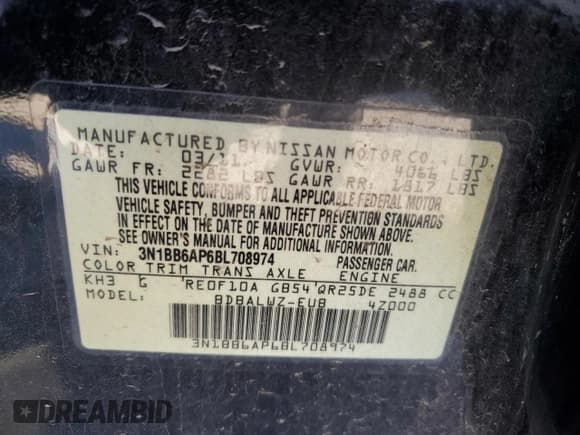 MANUFACTURED BY NISSAN MOTOR CO., LTD.
DATE: 03/11 GVWR: 4066 LBS
GAWR FR: 2282 LBS GAWR RR: 1817 LBS
THIS VEHICLE CONFORMS TO ALL APPLICABLE FEDERAL MOTOR
VEHICLE SAFETY, BUMPER AND THEFT PREVENTION STANDARDS
IN EFFECT ON THE DATE OF MANUFACTURE SHOWN ABOVE.
SEE OWNER'S MANUAL FOR ADDITIONAL INFORMATION.
VIN: 3N1BB6AP6BL708974 PASSENGER CAR.
COLOR TRIM TRANS AXLE ENGINE
KH3 G RE0F10A GB54 QR25DE 2488 CC
MODEL: BDBALWZ-EUB 4Z000
3N1BB6AP6BL708974
DREAMBID